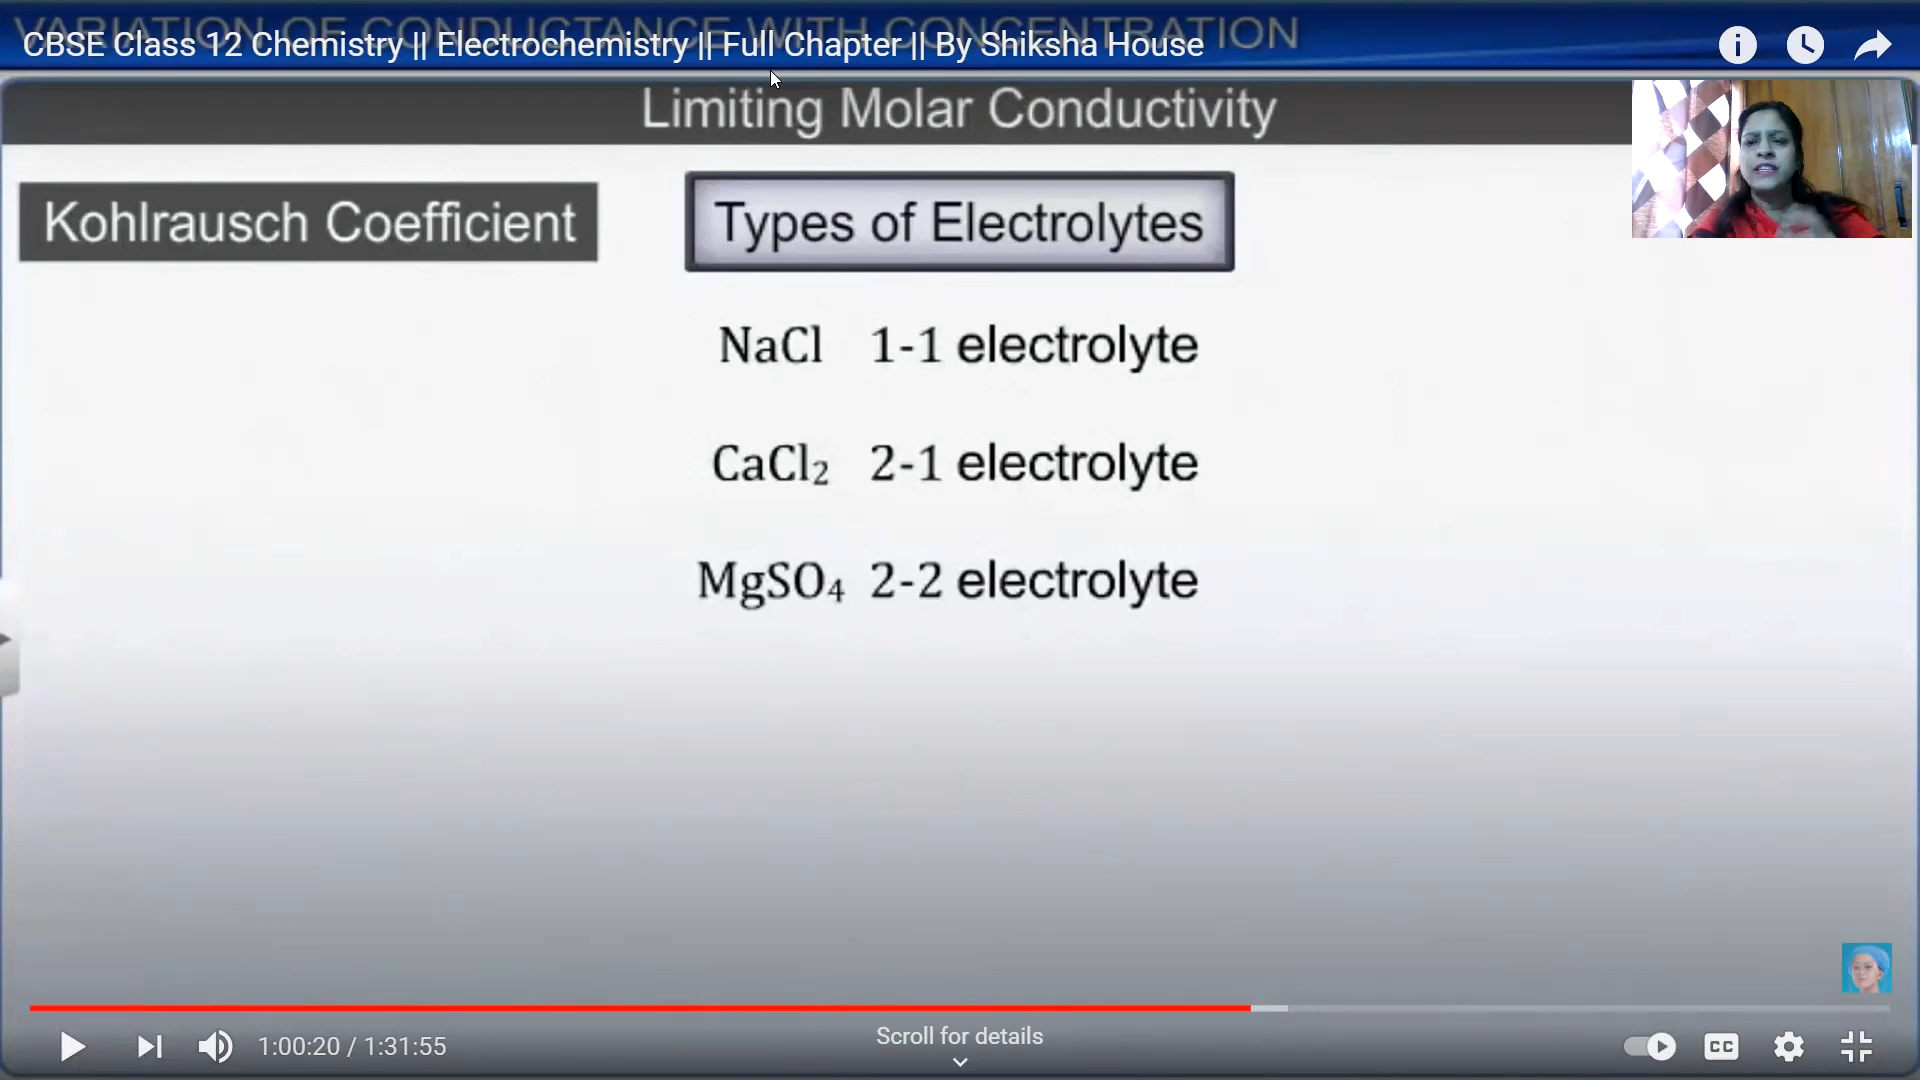 VARIATION OF CONDUCTANCE WITH CONCENTRATION
CBSE Class 12 Chemistry || Electrochemistry || Full Chapter || By Shiksha House
Limiting Molar Conductivity
Kohlrausch Coefficient
Types of Electrolytes
NaCl 1-1 electrolyte
CaCl₂ 2-1 electrolyte
MgSO₄ 2-2 electrolyte
1:00:20 / 1:31:55
Scroll for details
CC